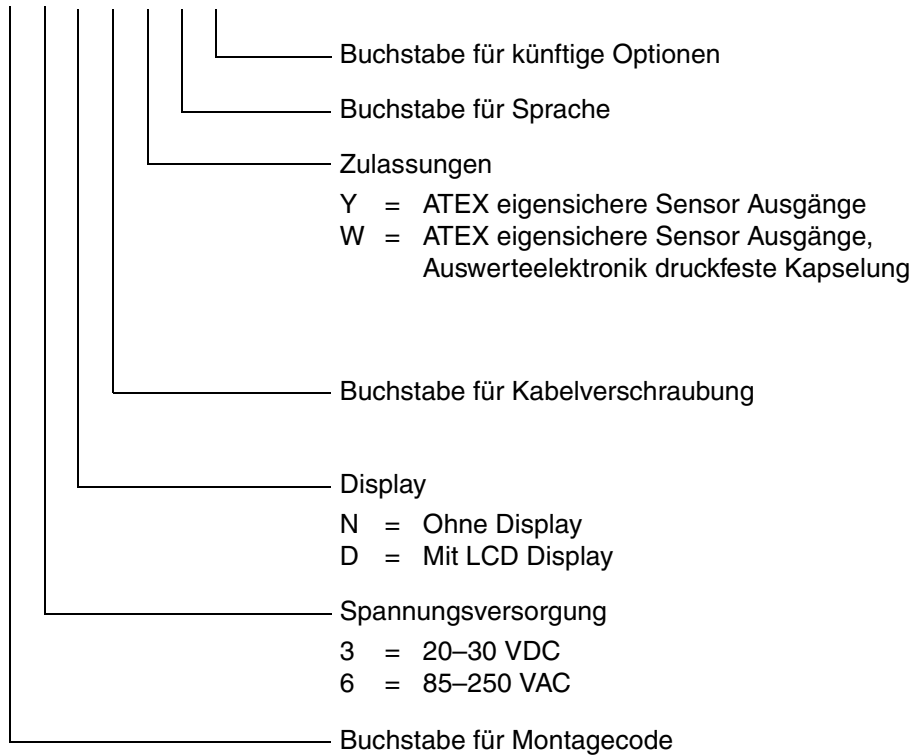 Buchstabe für künftige Optionen
Buchstabe für Sprache
Zulassungen
Y = ATEX eigensichere Sensor Ausgänge
W = ATEX eigensichere Sensor Ausgänge,
Auswerteelektronik druckfeste Kapselung
Buchstabe für Kabelverschraubung
Display
N = Ohne Display
D = Mit LCD Display
Spannungsversorgung
3 = 20–30 VDC
6 = 85–250 VAC
Buchstabe für Montagecode